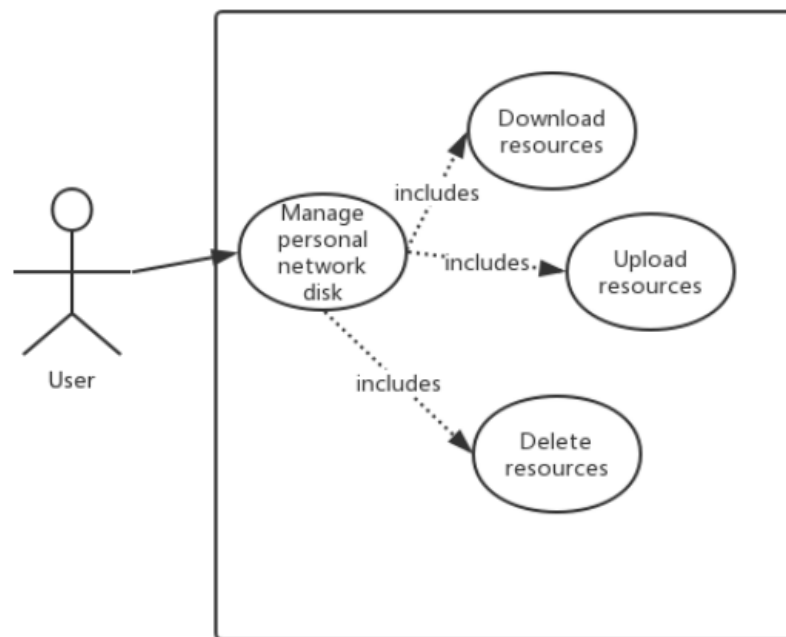 Download
resources
includes
Manage
personal
network
disk
includes
Upload
resources
User
includes
Delete
resources